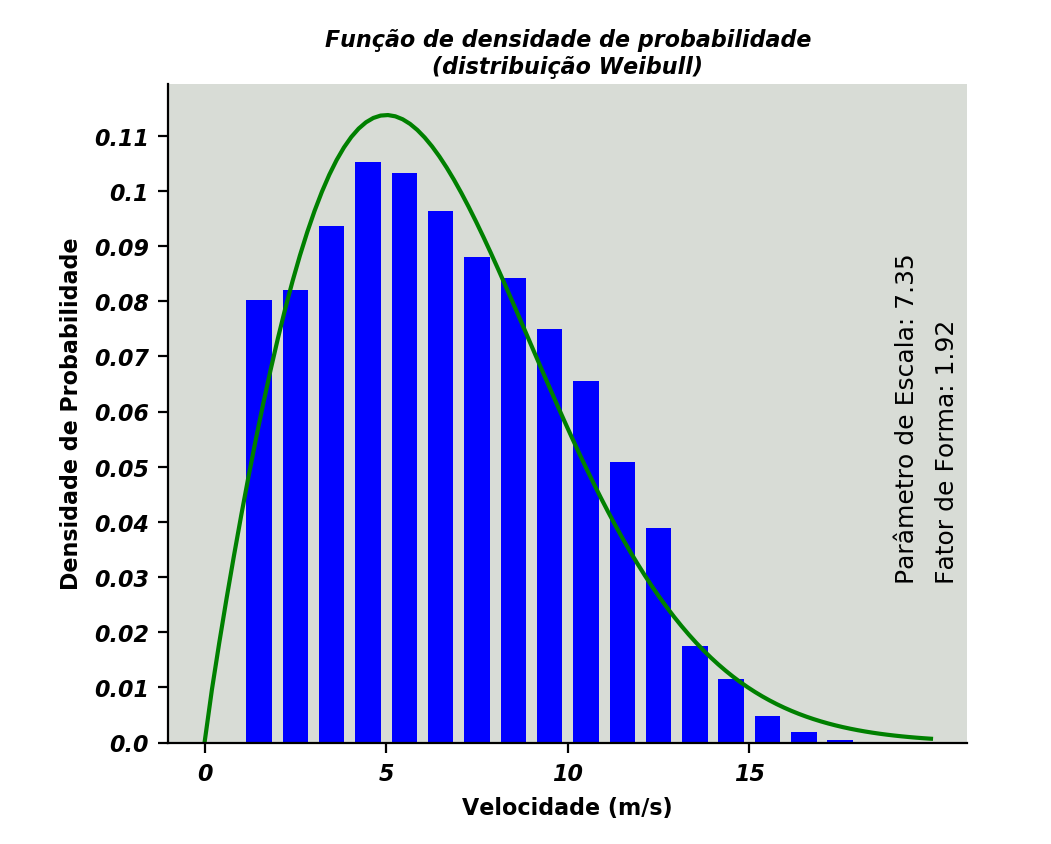 Função de densidade de probabilidade
(distribuição Weibull)
Densidade de Probabilidade
0.11
0.1
0.09
0.08
0.07
0.06
0.05
0.04
0.03
0.02
0.01
0.0
0
5
10
15
Velocidade (m/s)
Parâmetro de Escala: 7.35
Fator de Forma: 1.92